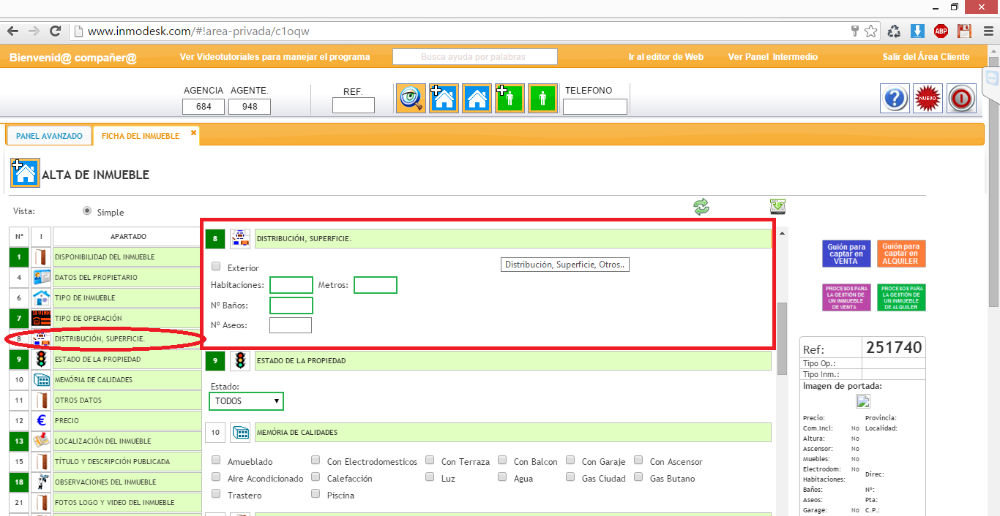 www.inmodesk.com/#!area-privada/c1oqw
ABP
Bienvenid@ compañer@
Ver Videotutoriales para manejar el programa
Busca ayuda por palabras
Ir al editor de Web
Ver Panel Intermedio
Salir del Área Cliente
AGENCIA AGENTE.
684 948
REF.
TELEFONO
NUEVO
PANEL AVANZADO
FICHA DEL INMUEBLE
ALTA DE INMUEBLE
Vista:
Simple
Nº I APARTADO
1 DISPONIBILIDAD DEL INMUEBLE
4 DATOS DEL PROPIETARIO
6 TIPO DE INMUEBLE
7 SE VENDE TIPO DE OPERACIÓN
8 DISTRIBUCIÓN, SUPERFICIE.
9 ESTADO DE LA PROPIEDAD
10 MEMÓRIA DE CALIDADES
11 OTROS DATOS
12 € PRECIO
13 LOCALIZACIÓN DEL INMUEBLE
15 TÍTULO Y DESCRIPCIÓN PUBLICADA
18 OBSERVACIONES DEL INMUEBLE
21 FOTOS LOGO Y VIDEO DEL INMUEBLE
8 DISTRIBUCIÓN, SUPERFICIE.
Exterior
Distribución, Superficie, Otros..
Habitaciones: Metros:
Nº Baños:
Nº Aseos:
9 ESTADO DE LA PROPIEDAD
Estado:
TODOS
10 MEMÓRIA DE CALIDADES
Amueblado Con Electrodomesticos Con Terraza Con Balcon Con Garaje Con Ascensor
Aire Acondicionado Calefacción Luz Agua Gas Ciudad Gas Butano
Trastero Piscina
Guión para
captar en
VENTA
Guión para
captar en
ALQUILER
PROCESOS PARA
LA GESTIÓN DE
UN INMUEBLE
DE VENTA
PROCESOS PARA
LA GESTIÓN DE
UN INMUEBLE
DE ALQUILER
Ref: 251740
Tipo Op.:
Tipo Inm.:
Imagen de portada:
Precio: Provincia:
Com.Incl: No Localidad:
Altura: No
Ascensor: No
Muebles: No
Electrodom: No
Direc:
Habitaciones:
Baños: Nº:
Aseos: Pta:
Garage: No C.P.: